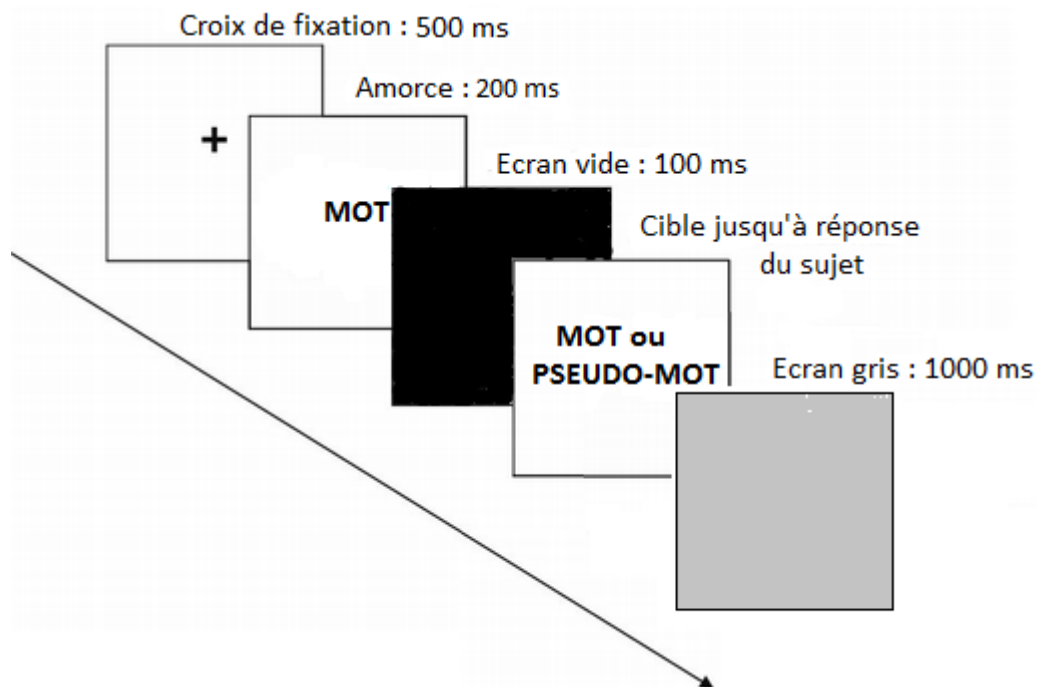 Croix de fixation : 500 ms
Amorce : 200 ms
+
Ecran vide : 100 ms
MOT
Cible jusqu'à réponse
du sujet
MOT ou
PSEUDO-MOT
Ecran gris : 1000 ms